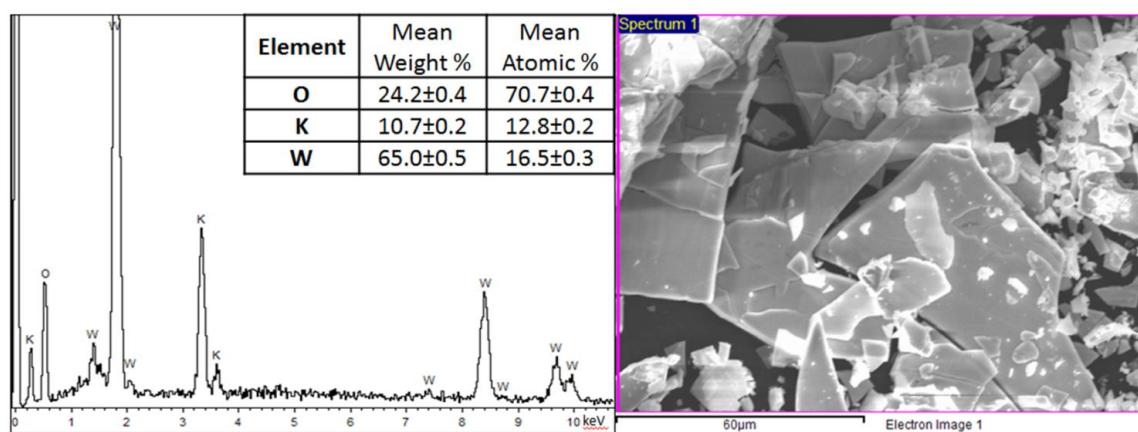 Element Mean Weight % Mean Atomic %
O 24.2±0.4 70.7±0.4
K 10.7±0.2 12.8±0.2
W 65.0±0.5 16.5±0.3
W
K
O
W
W
K
K
W
W
W
W
W
0 1 2 3 4 5 6 7 8 9 10 keV
Spectrum 1
60μm Electron Image 1